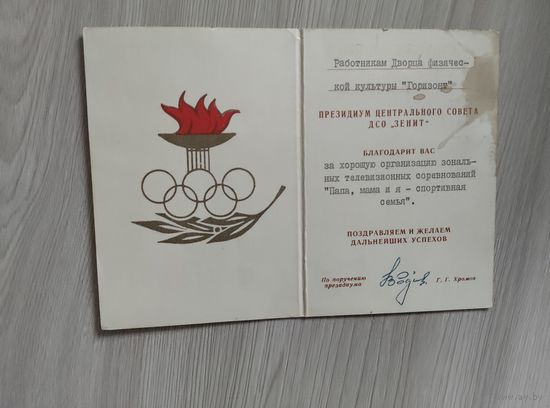 Работникам Дворца физичес-
кой культуры "Горизонт"
ПРЕЗИДИУМ ЦЕНТРАЛЬНОГО СОВЕТА
ДСО „ЗЕНИТ"
БЛАГОДАРИТ ВАС
за хорошую организацию зональ-
ных телевизионных соревнований
"Папа, мама и я - спортивная
семья".
ПОЗДРАВЛЯЕМ И ЖЕЛАЕМ
ДАЛЬНЕЙШИХ УСПЕХОВ
По поручению
президиума
Г. Г. Хромов